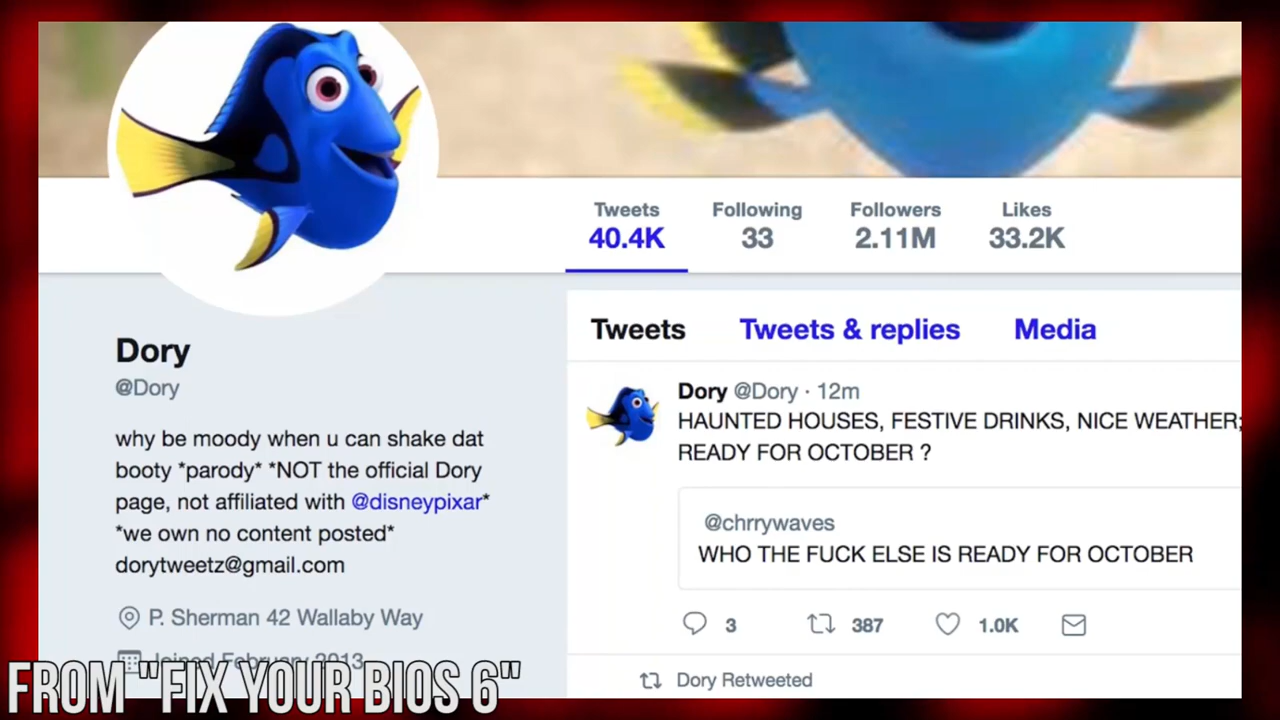 Tweets Following Followers Likes
40.4K 33 2.11M 33.2K
Dory
@Dory
why be moody when u can shake dat
booty *parody* *NOT the official Dory
page, not affiliated with @disneypixar*
*we own no content posted*
dorytweetz@gmail.com
P. Sherman 42 Wallaby Way
Joined February 2013
Tweets Tweets & replies Media
Dory @Dory · 12m
HAUNTED HOUSES, FESTIVE DRINKS, NICE WEATHER;
READY FOR OCTOBER ?
@chrrywaves
WHO THE FUCK ELSE IS READY FOR OCTOBER
3 387 1.0K
Dory Retweeted
FROM "FIX YOUR BIOS 6"